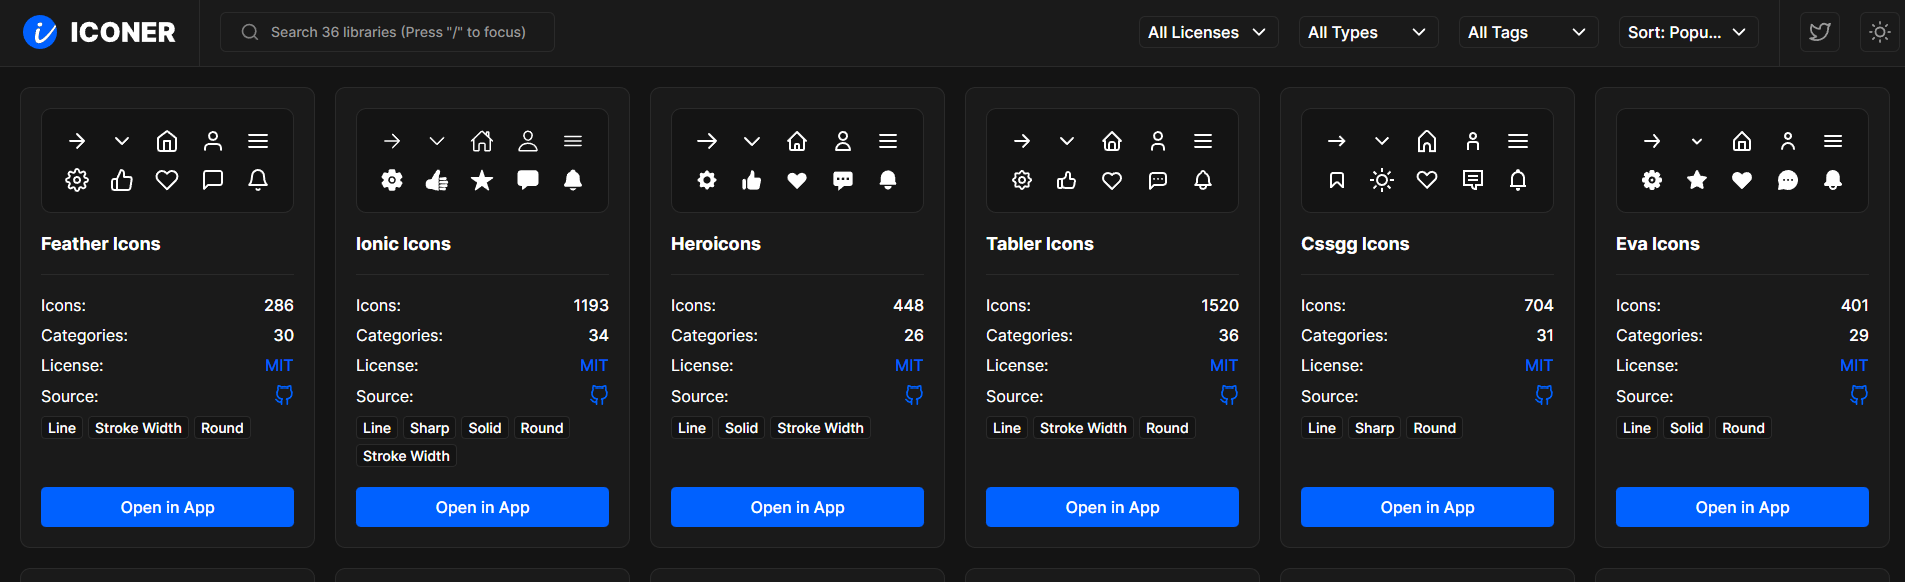 ICONER
Search 36 libraries (Press "/" to focus)
All Licenses
All Types
All Tags
Sort: Popu...
Feather Icons
Icons: 286
Categories: 30
License: MIT
Source:
Line Stroke Width Round
Open in App
Ionic Icons
Icons: 1193
Categories: 34
License: MIT
Source:
Line Sharp Solid Round
Stroke Width
Open in App
Heroicons
Icons: 448
Categories: 26
License: MIT
Source:
Line Solid Stroke Width
Open in App
Tabler Icons
Icons: 1520
Categories: 36
License: MIT
Source:
Line Stroke Width Round
Open in App
Cssgg Icons
Icons: 704
Categories: 31
License: MIT
Source:
Line Sharp Round
Open in App
Eva Icons
Icons: 401
Categories: 29
License: MIT
Source:
Line Solid Round
Open in App